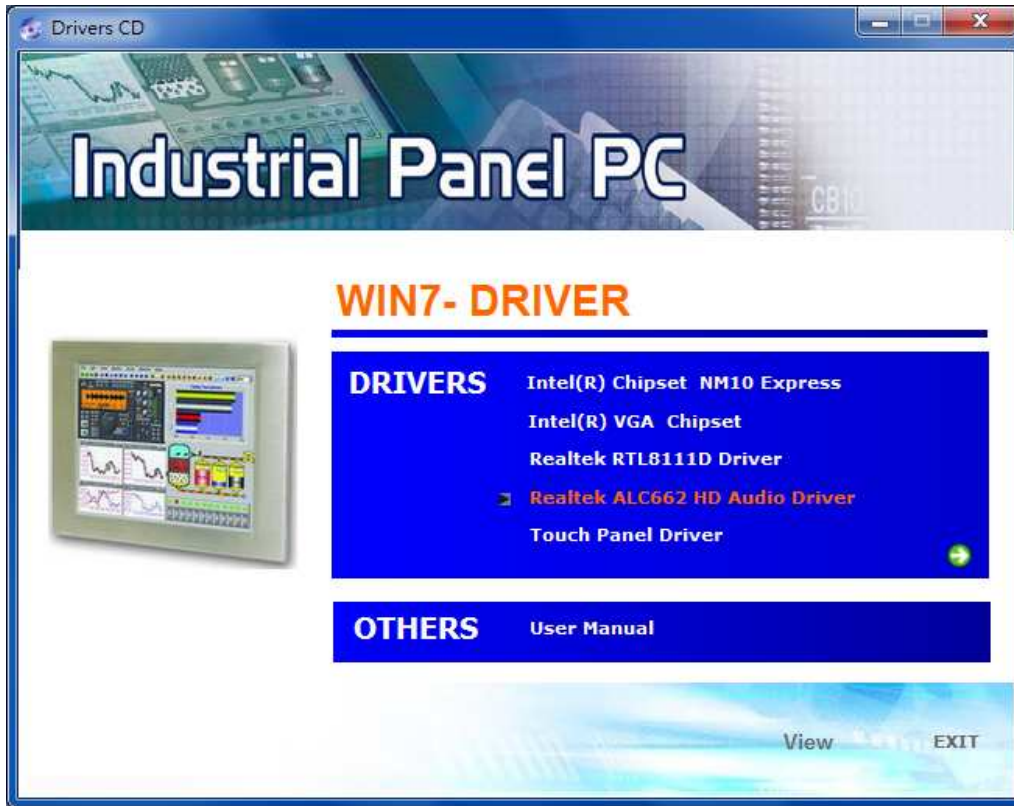 Drivers CD
Industrial Panel PC
CB10
WIN7- DRIVER
DRIVERS
Intel(R) Chipset NM10 Express
Intel(R) VGA Chipset
Realtek RTL8111D Driver
Realtek ALC662 HD Audio Driver
Touch Panel Driver
OTHERS
User Manual
View
EXIT